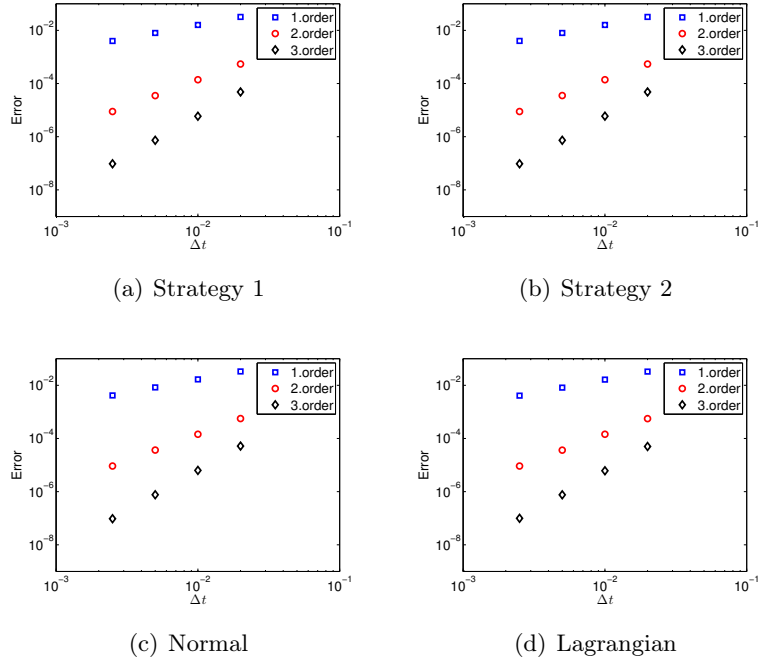 10⁻²
10⁻⁴
10⁻⁶
10⁻⁸
Error
1.order
2.order
3.order
10⁻³
10⁻²
10⁻¹
Δt
(a) Strategy 1
10⁻²
10⁻⁴
10⁻⁶
10⁻⁸
Error
1.order
2.order
3.order
10⁻³
10⁻²
10⁻¹
Δt
(b) Strategy 2
10⁻²
10⁻⁴
10⁻⁶
10⁻⁸
Error
1.order
2.order
3.order
10⁻³
10⁻²
10⁻¹
Δt
(c) Normal
10⁻²
10⁻⁴
10⁻⁶
10⁻⁸
Error
1.order
2.order
3.order
10⁻³
10⁻²
10⁻¹
Δt
(d) Lagrangian